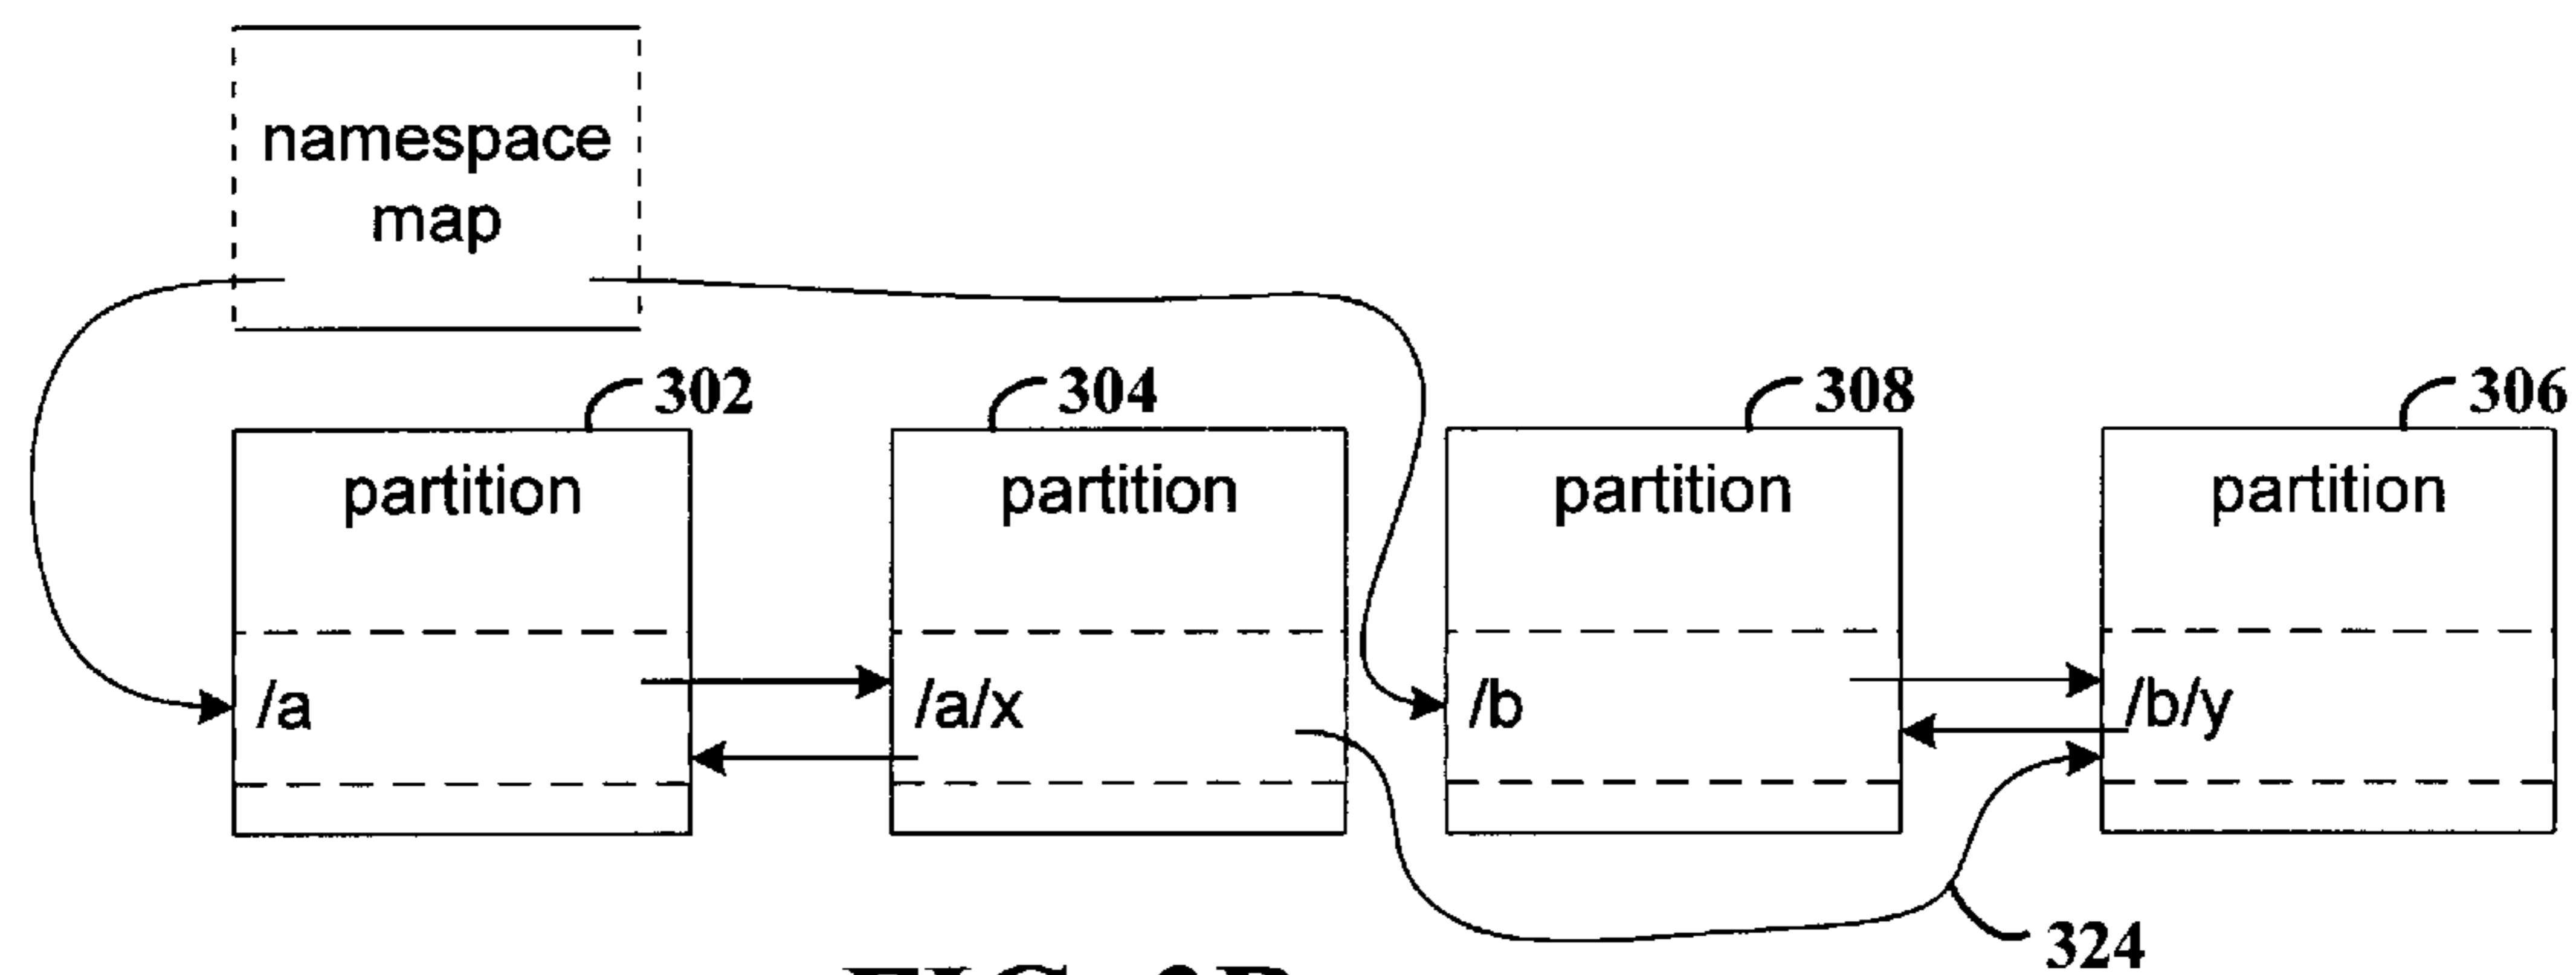 namespace
map
302
304
308
306
partition
partition
partition
partition
/a
/a/x
/b
/b/y
324